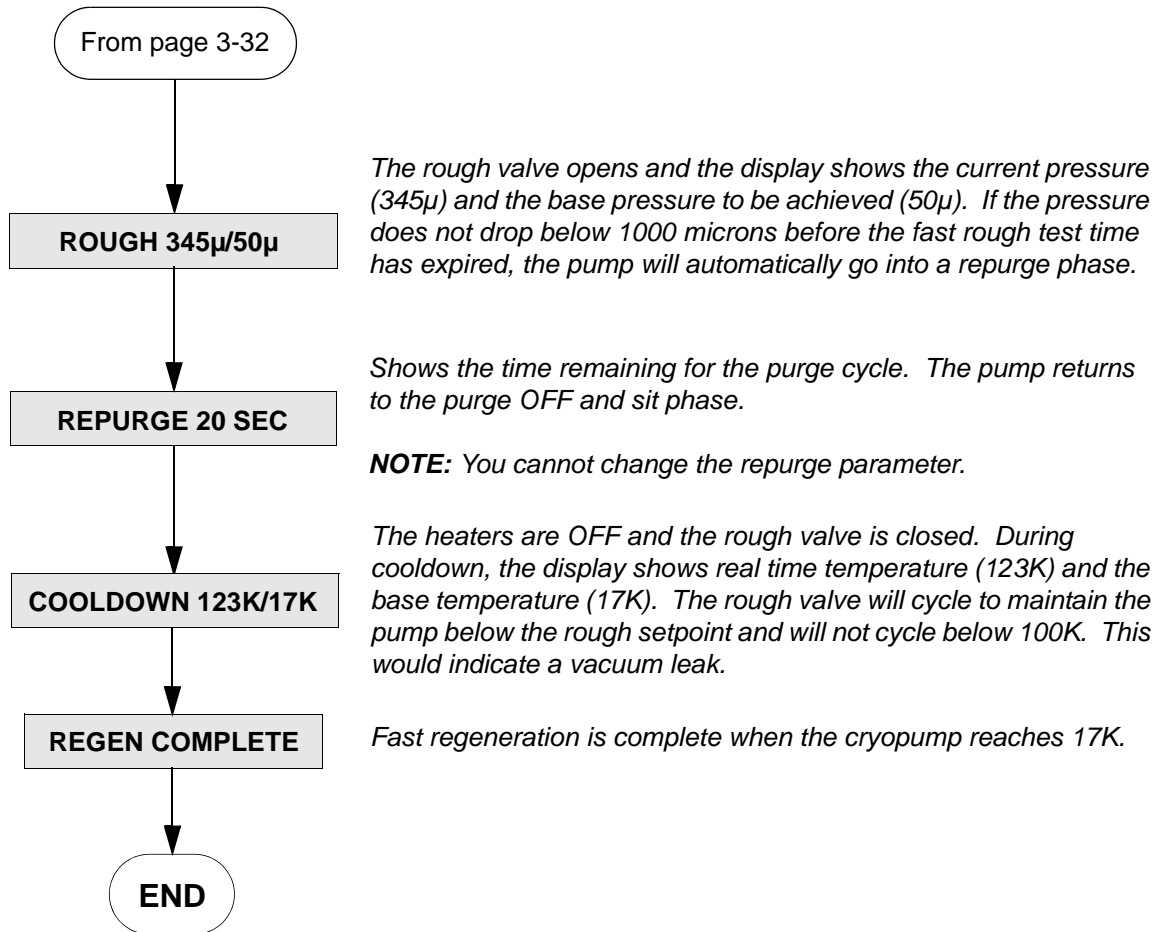 From page 3-32
The rough valve opens and the display shows the current pressure
(345µ) and the base pressure to be achieved (50µ).  If the pressure
does not drop below 1000 microns before the fast rough test time
has expired, the pump will automatically go into a repurge phase.
ROUGH 345µ/50µ
Shows the time remaining for the purge cycle.  The pump returns
to the purge OFF and sit phase.
REPURGE 20 SEC
NOTE: You cannot change the repurge parameter.
The heaters are OFF and the rough valve is closed.  During
cooldown, the display shows real time temperature (123K) and the
base temperature (17K).  The rough valve will cycle to maintain the
pump below the rough setpoint and will not cycle below 100K.  This
would indicate a vacuum leak.
COOLDOWN 123K/17K
REGEN COMPLETE
Fast regeneration is complete when the cryopump reaches 17K.
END